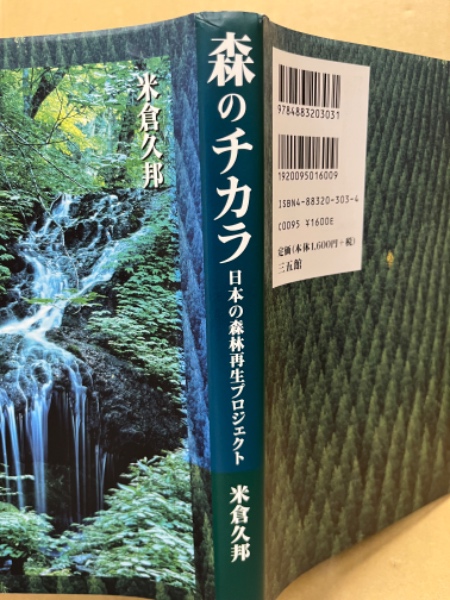 米倉久邦
森のチカラ
日本の森林再生プロジェクト
米倉久邦
9784883203031
1920095016009
ISBN4-88320-303-4
C0095 ¥1600E
定価(本体1,600円+税)
三五館